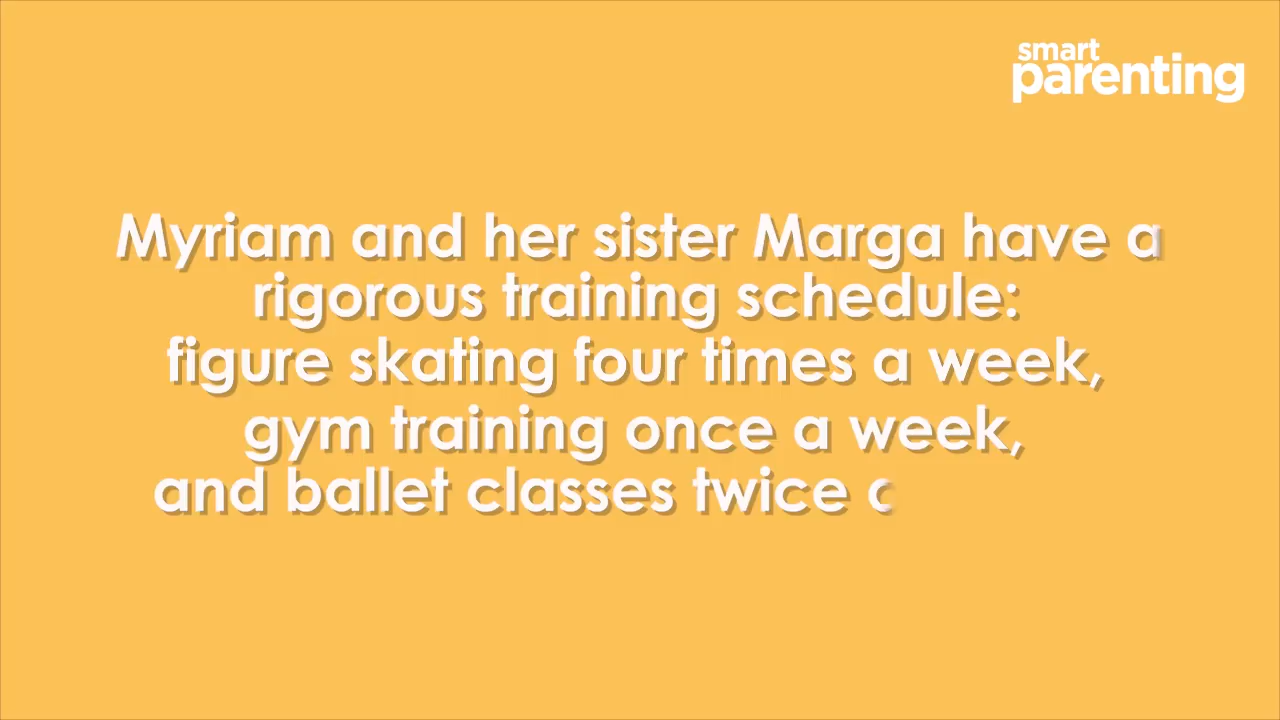 smart
parenting
Myriam and her sister Marga have a
rigorous training schedule:
figure skating four times a week,
gym training once a week,
and ballet classes twice